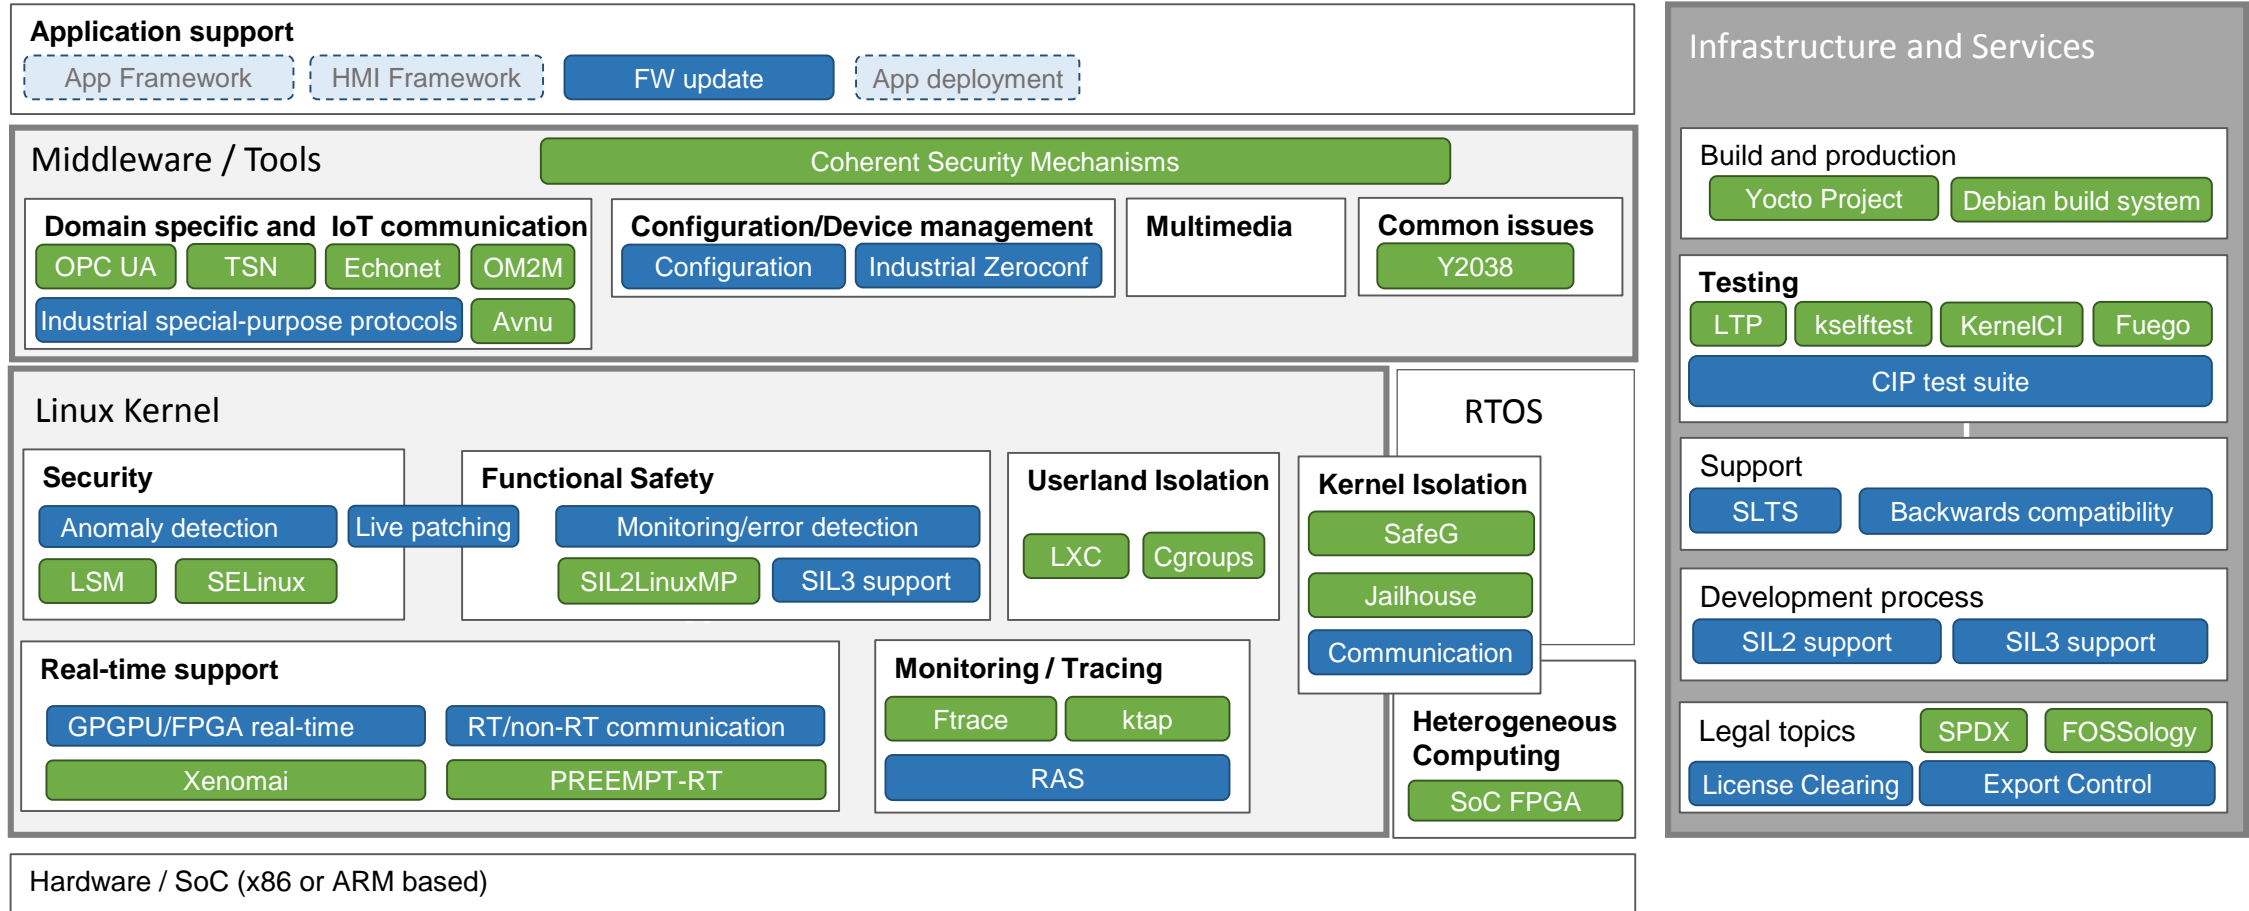 Application support
App Framework
HMI Framework
FW update
App deployment
Middleware / Tools
Coherent Security Mechanisms
Domain specific and IoT communication
OPC UA
TSN
Echonet
OM2M
Industrial special-purpose protocols
Avnu
Configuration/Device management
Configuration
Industrial Zeroconf
Multimedia
Common issues
Y2038
Linux Kernel
Security
Anomaly detection
Live patching
LSM
SELinux
Functional Safety
Monitoring/error detection
SIL2LinuxMP
SIL3 support
Userland Isolation
LXC
Cgroups
RTOS
Kernel Isolation
SafeG
Jailhouse
Communication
Real-time support
GPGPU/FPGA real-time
RT/non-RT communication
Xenomai
PREEMPT-RT
Monitoring / Tracing
Ftrace
ktap
RAS
Heterogeneous
Computing
SoC FPGA
Hardware / SoC (x86 or ARM based)
Infrastructure and Services
Build and production
Yocto Project
Debian build system
Testing
LTP
kselftest
KernelCI
Fuego
CIP test suite
Support
SLTS
Backwards compatibility
Development process
SIL2 support
SIL3 support
Legal topics
SPDX
FOSSology
License Clearing
Export Control